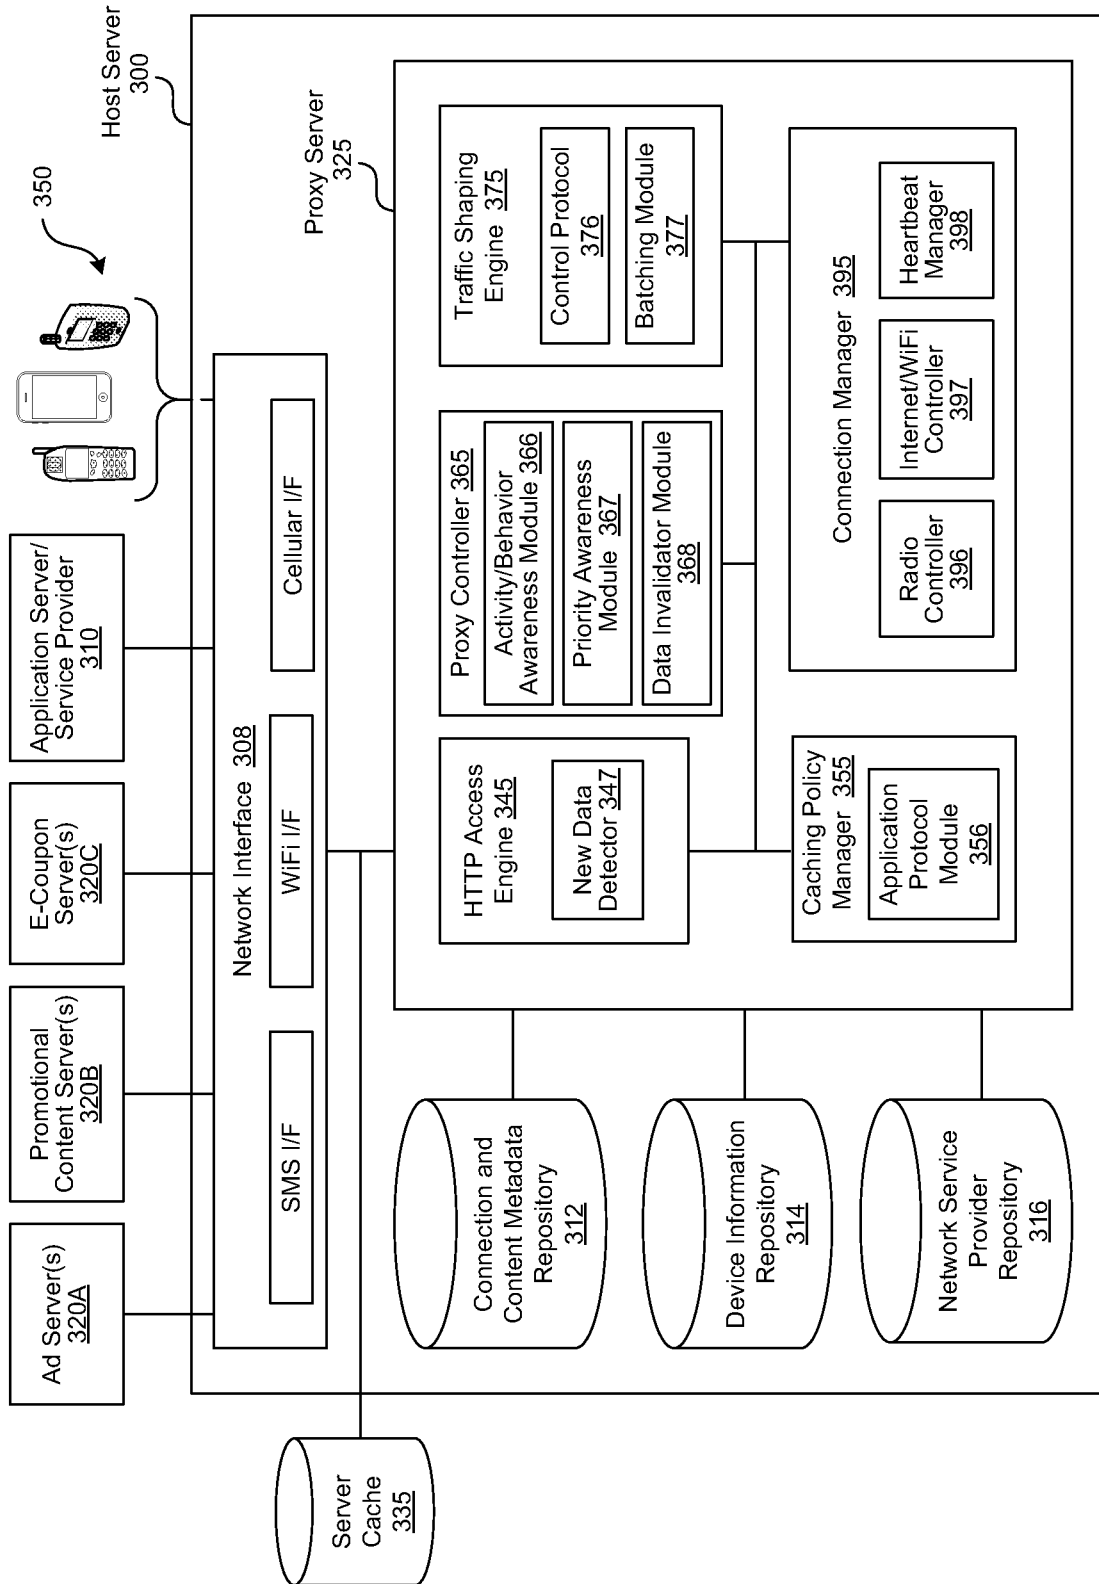 Host Server
300
350
Ad Server(s)
320A
Promotional
Content Server(s)
320B
E-Coupon
Server(s)
320C
Application Server/
Service Provider
310
Network Interface 308
SMS I/F
WiFi I/F
Cellular I/F
Server
Cache
335
Proxy Server
325
Connection and
Content Metadata
Repository
312
Device Information
Repository
314
Network Service
Provider
Repository
316
HTTP Access
Engine 345
New Data
Detector 347
Proxy Controller 365
Activity/Behavior
Awareness Module 366
Priority Awareness
Module 367
Data Invalidator Module
368
Traffic Shaping
Engine 375
Control Protocol
376
Batching Module
377
Caching Policy
Manager 355
Application
Protocol
Module
356
Connection Manager 395
Radio
Controller
396
Internet/WiFi
Controller
397
Heartbeat
Manager
398